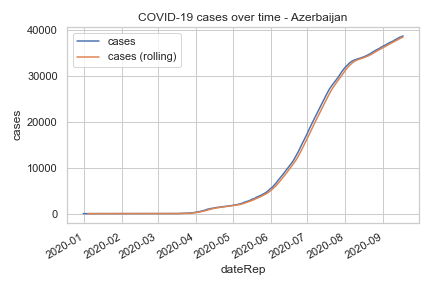 COVID-19 cases over time - Azerbaijan
cases
cases (rolling)
40000
30000
20000
10000
0
cases
2020-01
2020-02
2020-03
2020-04
2020-05
2020-06
2020-07
2020-08
2020-09
dateRep